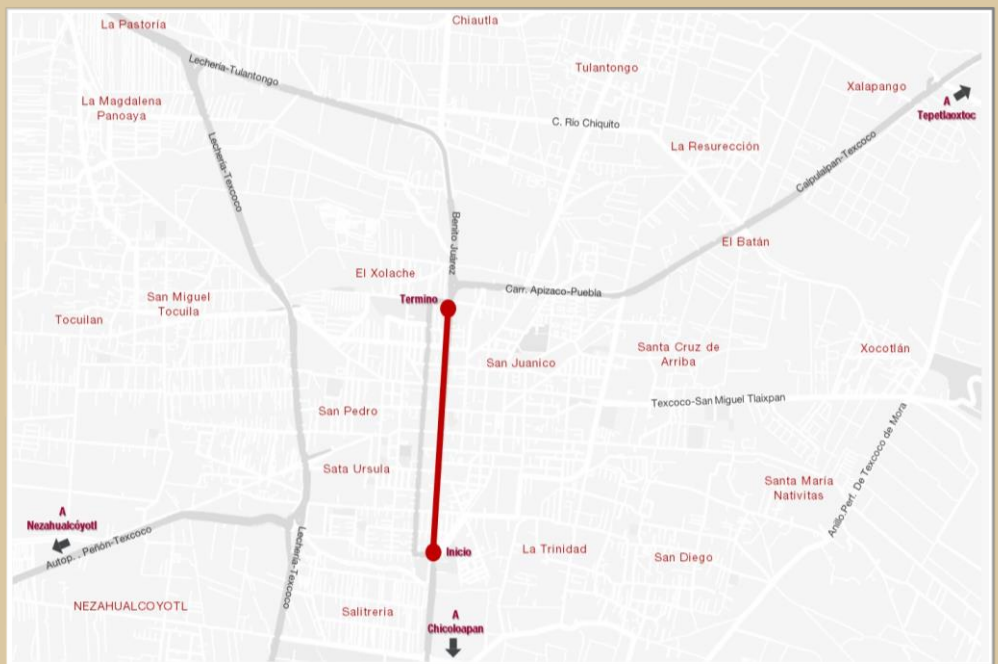 La Pastoría
Chiautla
Lechería-Tulantongo
Tulantongo
Xalapango
A
Tepetlaoxtoc
La Magdalena
Panoaya
C. Río Chiquito
Lechería-Texcoco
La Resurección
Calpulalpan-Texcoco
Benito Juárez
El Batán
El Xolache
Carr. Apizaco-Puebla
Termino
San Miguel
Tocuila
Tocuilan
San Juanico
Santa Cruz de
Arriba
Xocotlán
Texcoco-San Miguel Tlaixpan
San Pedro
Anillo Perf. De Texcoco de Mora
Sata Ursula
Santa María
Nativitas
A
Nezahualcóyotl
Autop. . Peñón-Texcoco
Lechería-Texcoco
Inicio
La Trinidad
San Diego
NEZAHUALCOYOTL
Salitrería
A
Chicoloapan